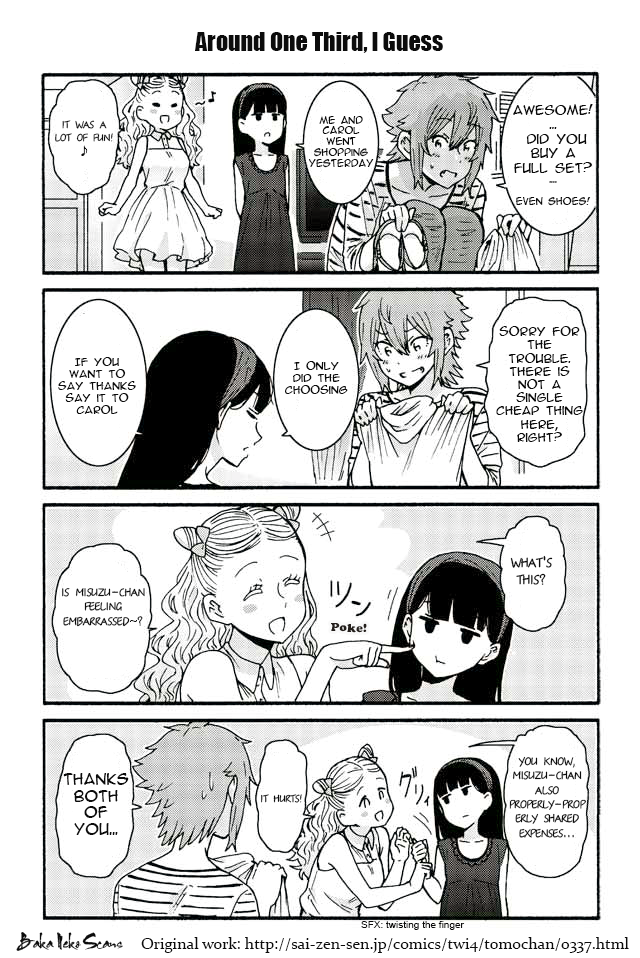 Around One Third, I Guess
AWESOME!
...
DID YOU
BUY A
FULL SET?
...
EVEN SHOES!
ME AND
CAROL
WENT
SHOPPING
YESTERDAY
IT WAS A
LOT OF FUN!
♪
~♪
SORRY FOR
THE
TROUBLE.
THERE IS
NOT A
SINGLE
CHEAP THING
HERE,
RIGHT?
I ONLY
DID THE
CHOOSING
IF YOU
WANT TO
SAY THANKS
SAY IT TO
CAROL
WHAT'S
THIS?
ツン
Poke!
IS MISUZU-CHAN
FEELING
EMBARRASSED~?
YOU KNOW,
MISUZU-CHAN
ALSO
PROPERLY-PROP
ERLY SHARED
EXPENSES...
グリィ
IT HURTS!
THANKS
BOTH
OF
YOU...
SFX: twisting the finger
Baka Neko Scans
Original work: http://sai-zen-sen.jp/comics/twi4/tomochan/0337.html